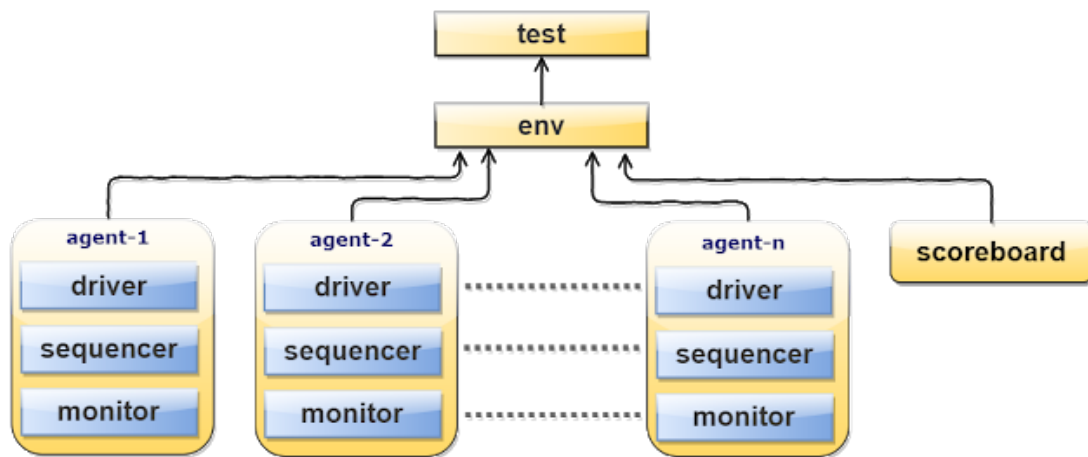 test
env
agent-1
driver
sequencer
monitor
agent-2
driver
sequencer
monitor
agent-n
driver
sequencer
monitor
scoreboard